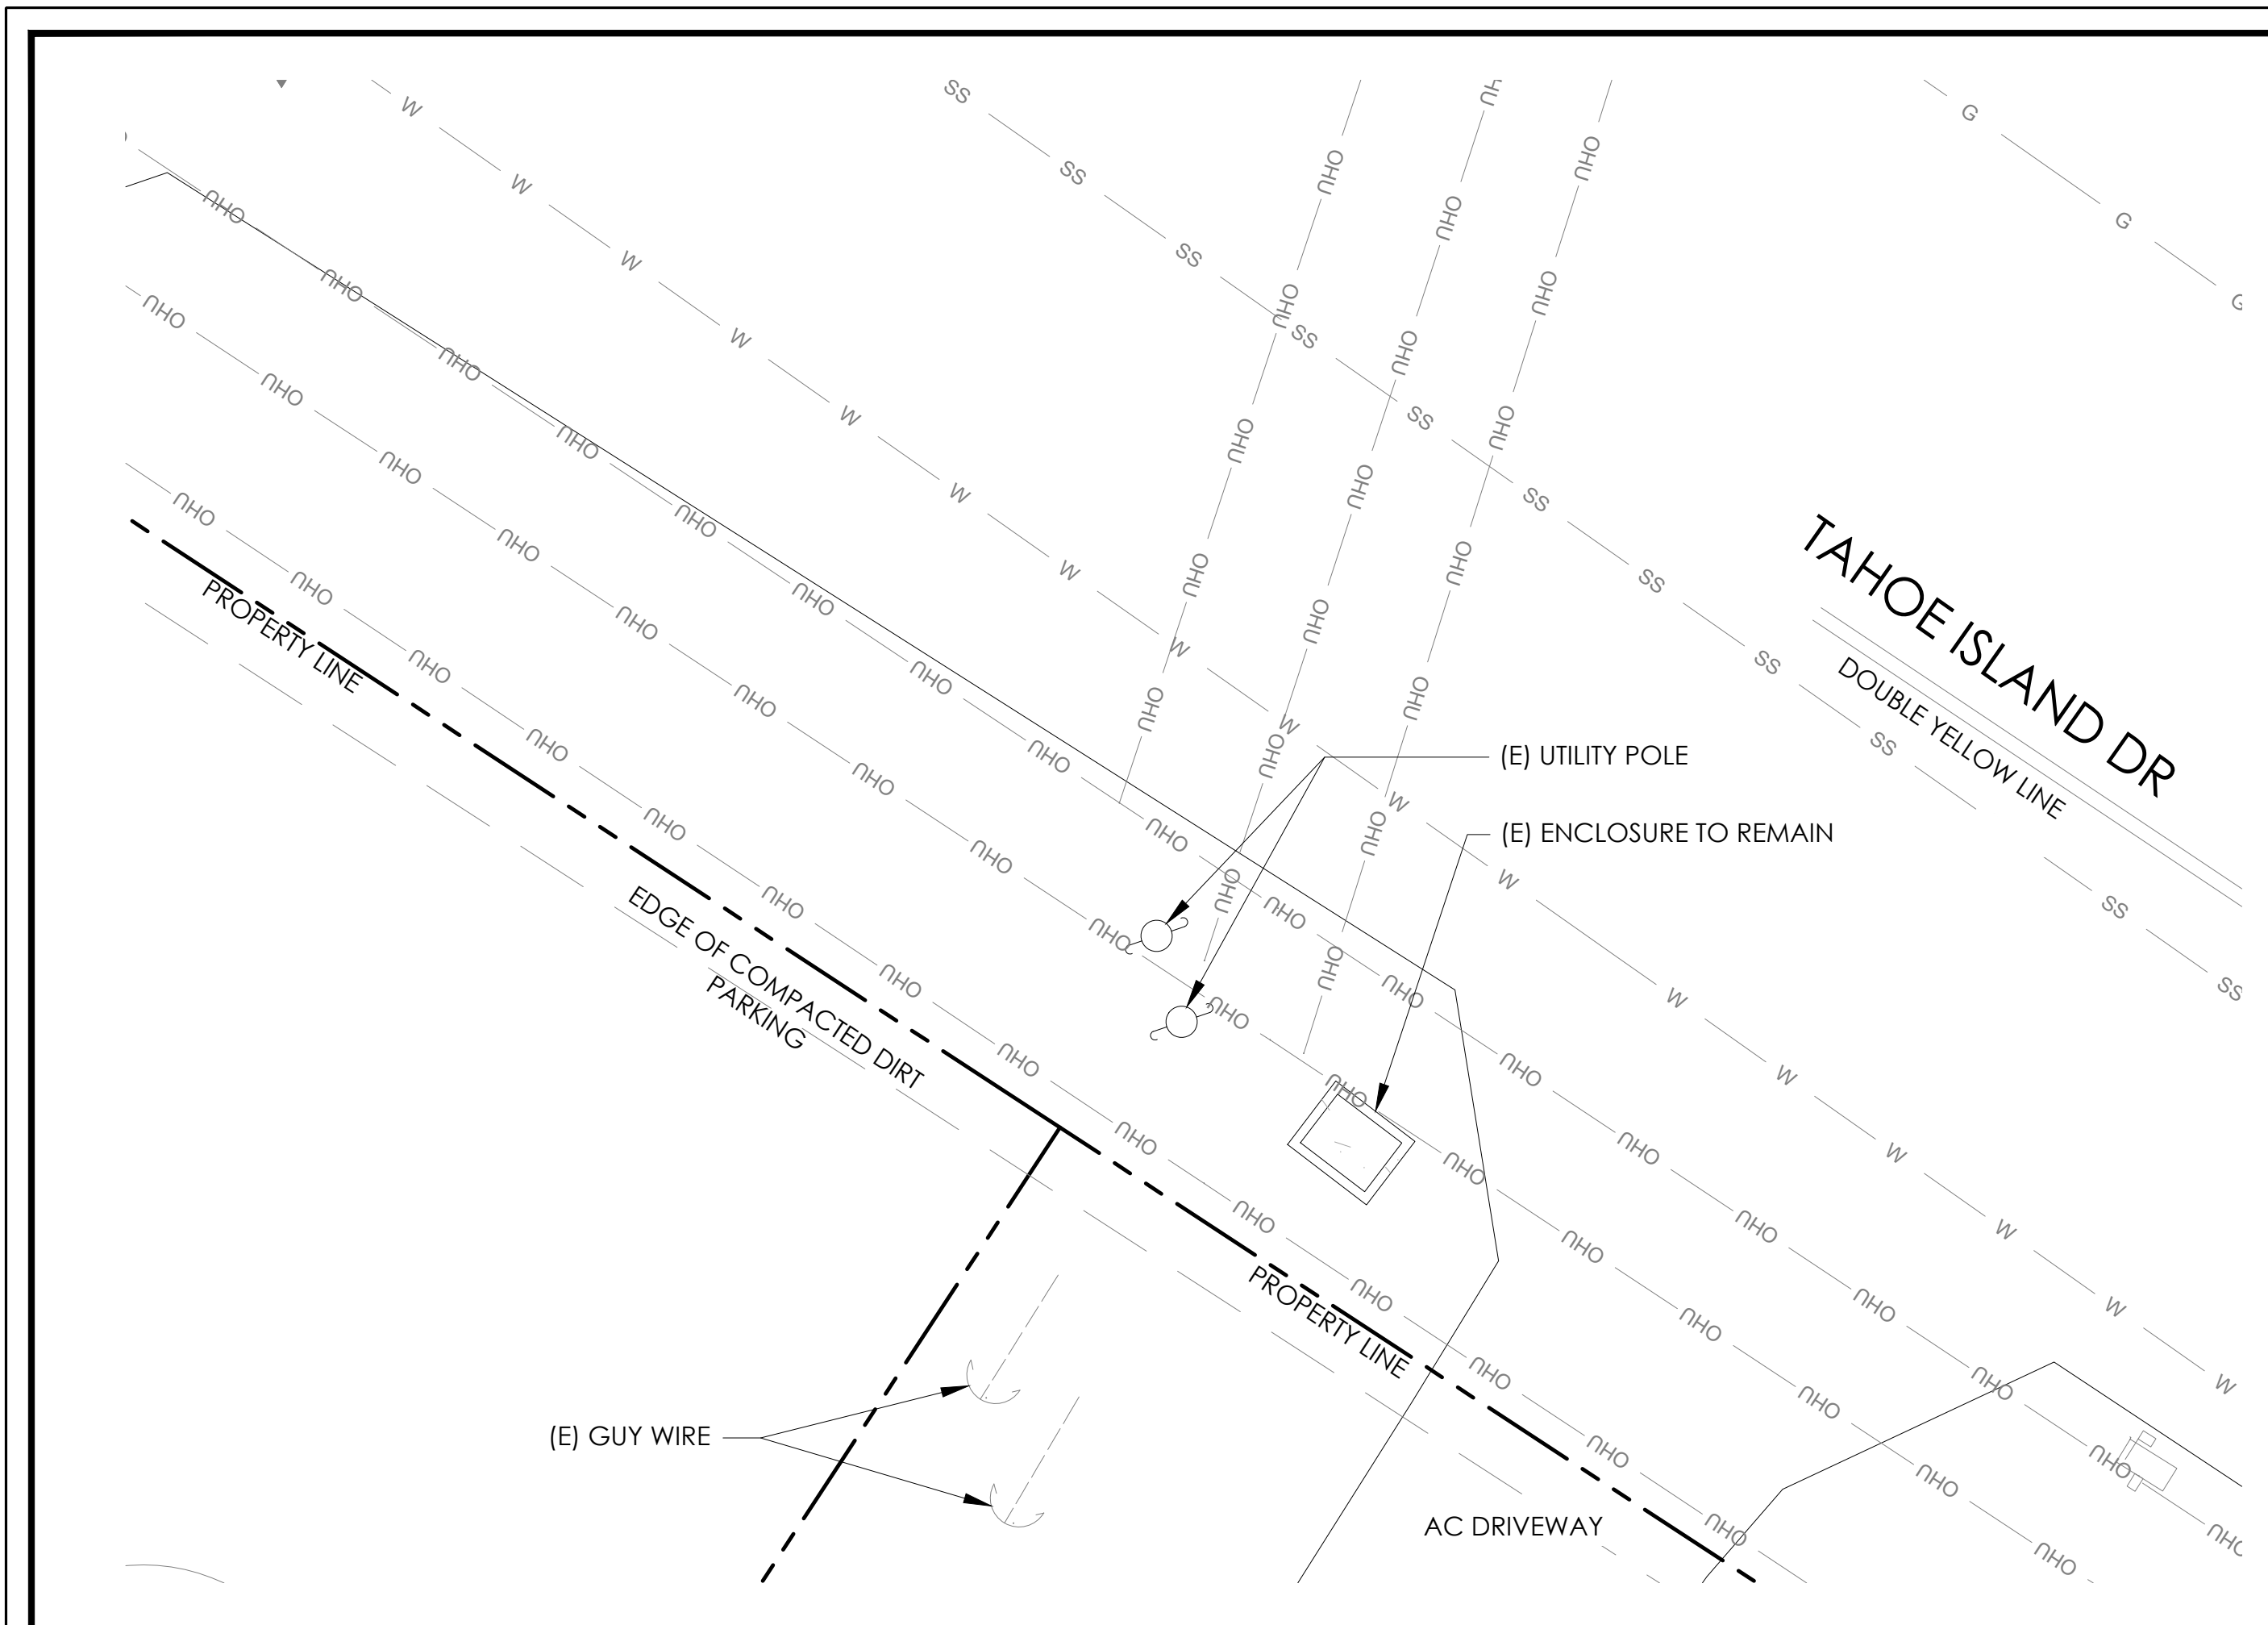 TAHOE ISLAND DR
DOUBLE YELLOW LINE
(E) UTILITY POLE
(E) ENCLOSURE TO REMAIN
PROPERTY LINE
EDGE OF COMPACTED DIRT
PARKING
PROPERTY LINE
(E) GUY WIRE
AC DRIVEWAY
W
SS
G
OHU